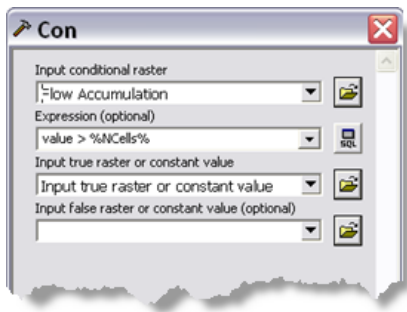 Con
Input conditional raster
Flow Accumulation
Expression (optional)
value > %NCells%
SQL
Input true raster or constant value
Input true raster or constant value
Input false raster or constant value (optional)